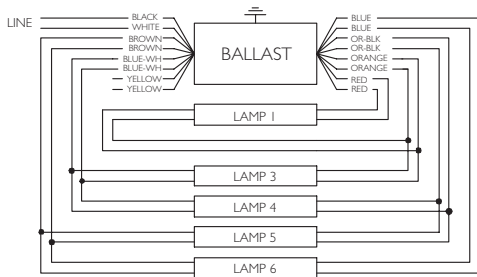 LINE
BLACK
WHITE
BROWN
BROWN
BLUE-WH
BLUE-WH
YELLOW
YELLOW
BALLAST
BLUE
BLUE
OR-BLK
OR-BLK
ORANGE
ORANGE
RED
RED
LAMP 1
LAMP 3
LAMP 4
LAMP 5
LAMP 6